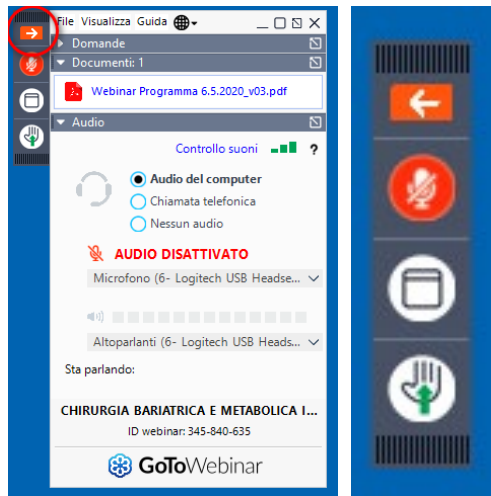 File Visualizza Guida
Domande
Documenti: 1
Webinar Programma 6.5.2020_v03.pdf
Audio
Controllo suoni ?
Audio del computer
Chiamata telefonica
Nessun audio
AUDIO DISATTIVATO
Microfono (6- Logitech USB Headse...
Altoparlanti (6- Logitech USB Heads...
Sta parlando:
CHIRURGIA BARIATRICA E METABOLICA I...
ID webinar: 345-840-635
GoToWebinar